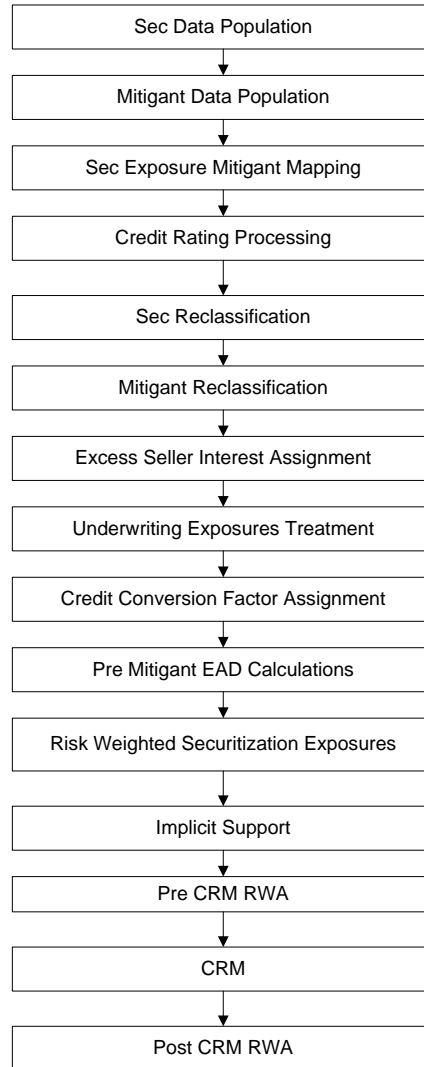 Sec Data Population
Mitigant Data Population
Sec Exposure Mitigant Mapping
Credit Rating Processing
Sec Reclassification
Mitigant Reclassification
Excess Seller Interest Assignment
Underwriting Exposures Treatment
Credit Conversion Factor Assignment
Pre Mitigant EAD Calculations
Risk Weighted Securitization Exposures
Implicit Support
Pre CRM RWA
CRM
Post CRM RWA